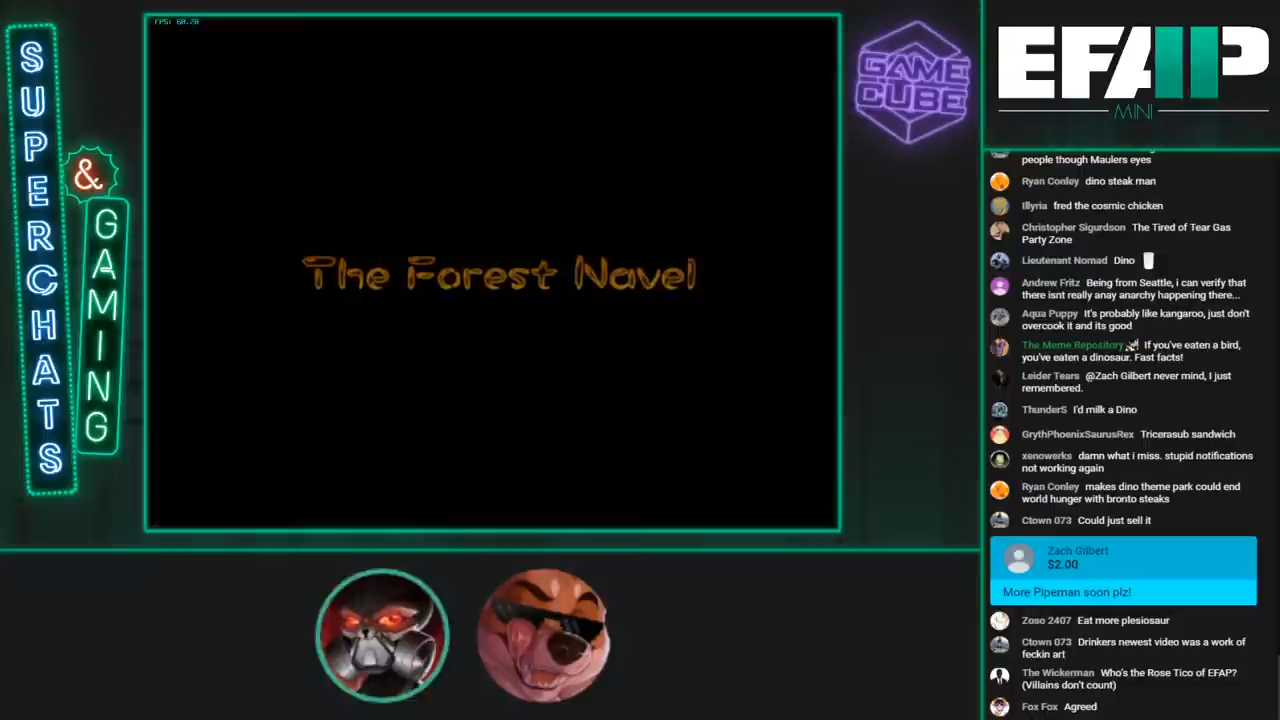 FPS: 60.28
SUPERCHATS
&
GAMING
The Forest Navel
GAME
CUBE
EFAP
MINI
people though Maulers eyes
Ryan Conley dino steak man
Illyria fred the cosmic chicken
Christopher Sigurdson The Tired of Tear Gas
Party Zone
Lieutenant Nomad Dino
Andrew Fritz Being from Seattle, i can verify that
there isnt really anay anarchy happening there...
Aqua Puppy It's probably like kangaroo, just don't
overcook it and its good
The Meme Repository If you've eaten a bird,
you've eaten a dinosaur. Fast facts!
Leider Tears @Zach Gilbert never mind, I just
remembered.
ThunderS I'd milk a Dino
GrythPhoenixSaurusRex Tricerasub sandwich
xenowerks damn what i miss. stupid notifications
not working again
Ryan Conley makes dino theme park could end
world hunger with bronto steaks
Ctown 073 Could just sell it
Zach Gilbert
$2.00
More Pipeman soon plz!
Zoso 2407 Eat more plesiosaur
Ctown 073 Drinkers newest video was a work of
feckin art
The Wickerman Who's the Rose Tico of EFAP?
(Villains don't count)
Fox Fox Agreed